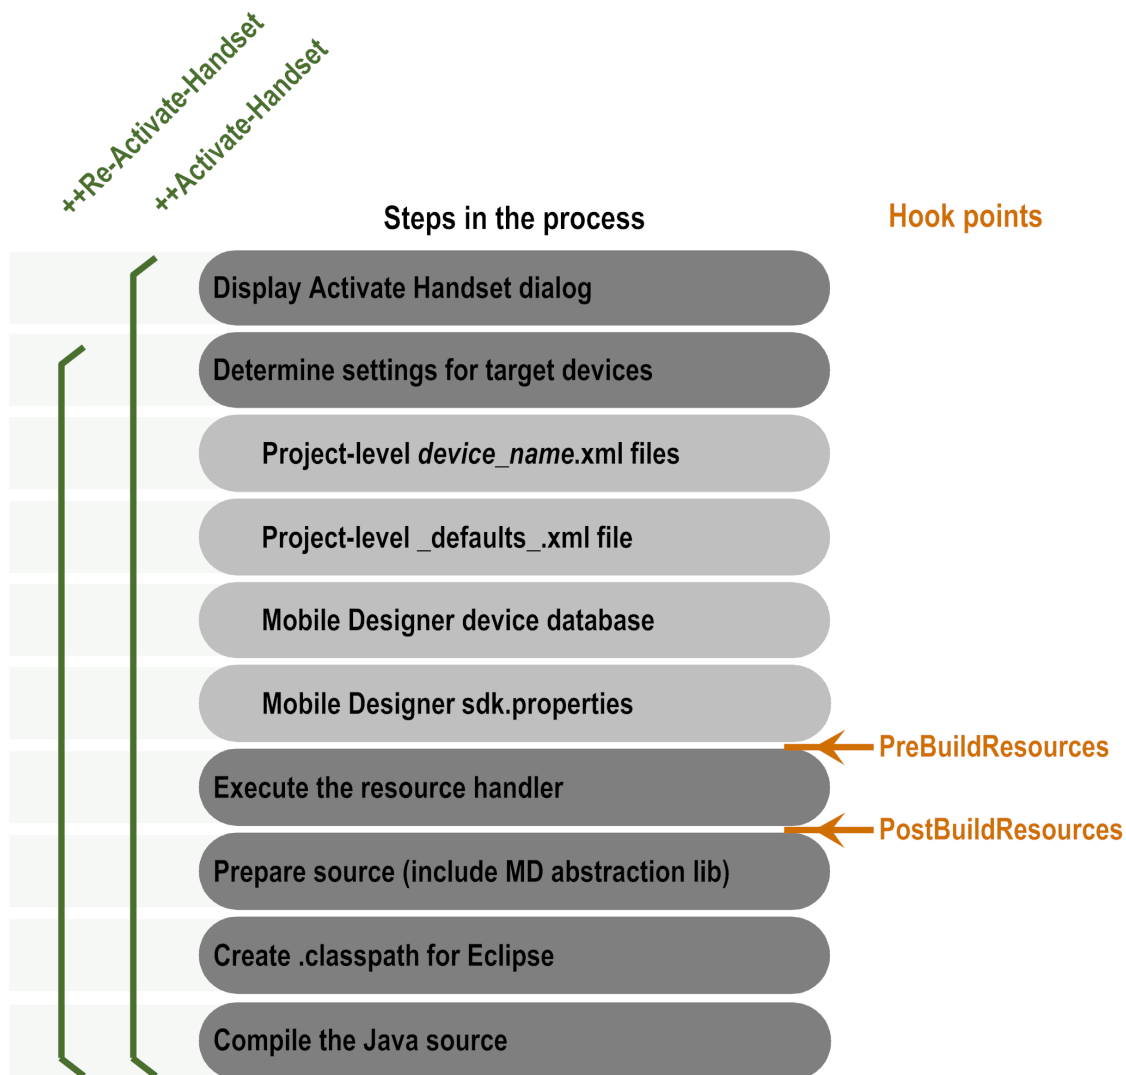 ++Re-Activate-Handset
++Activate-Handset
Steps in the process
Hook points
Display Activate Handset dialog
Determine settings for target devices
Project-level device_name.xml files
Project-level _defaults_.xml file
Mobile Designer device database
Mobile Designer sdk.properties
PreBuildResources
Execute the resource handler
PostBuildResources
Prepare source (include MD abstraction lib)
Create .classpath for Eclipse
Compile the Java source